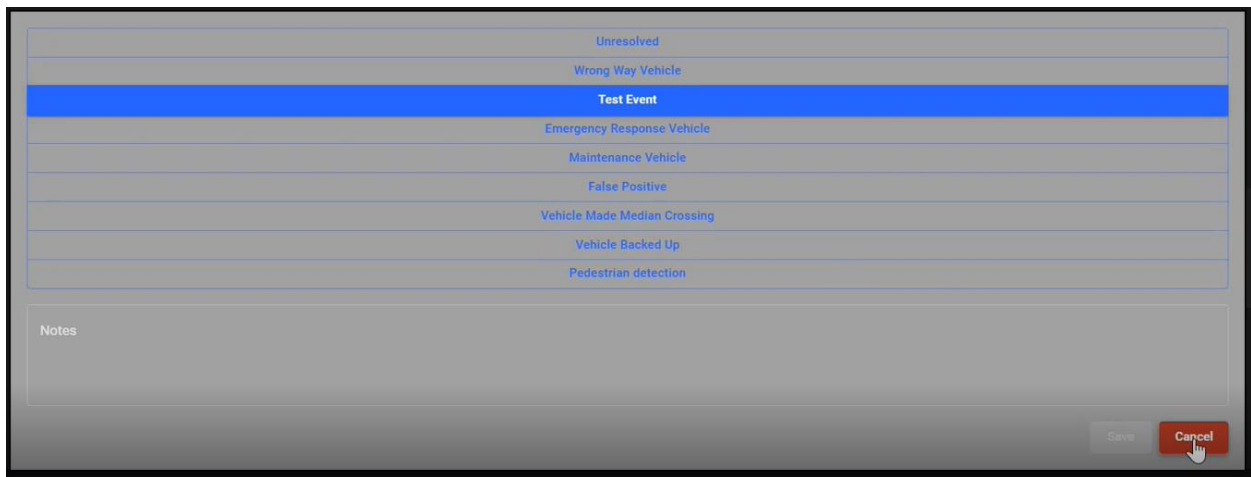 Unresolved
Wrong Way Vehicle
Test Event
Emergency Response Vehicle
Maintenance Vehicle
False Positive
Vehicle Made Median Crossing
Vehicle Backed Up
Pedestrian detection
Notes
Save Cancel